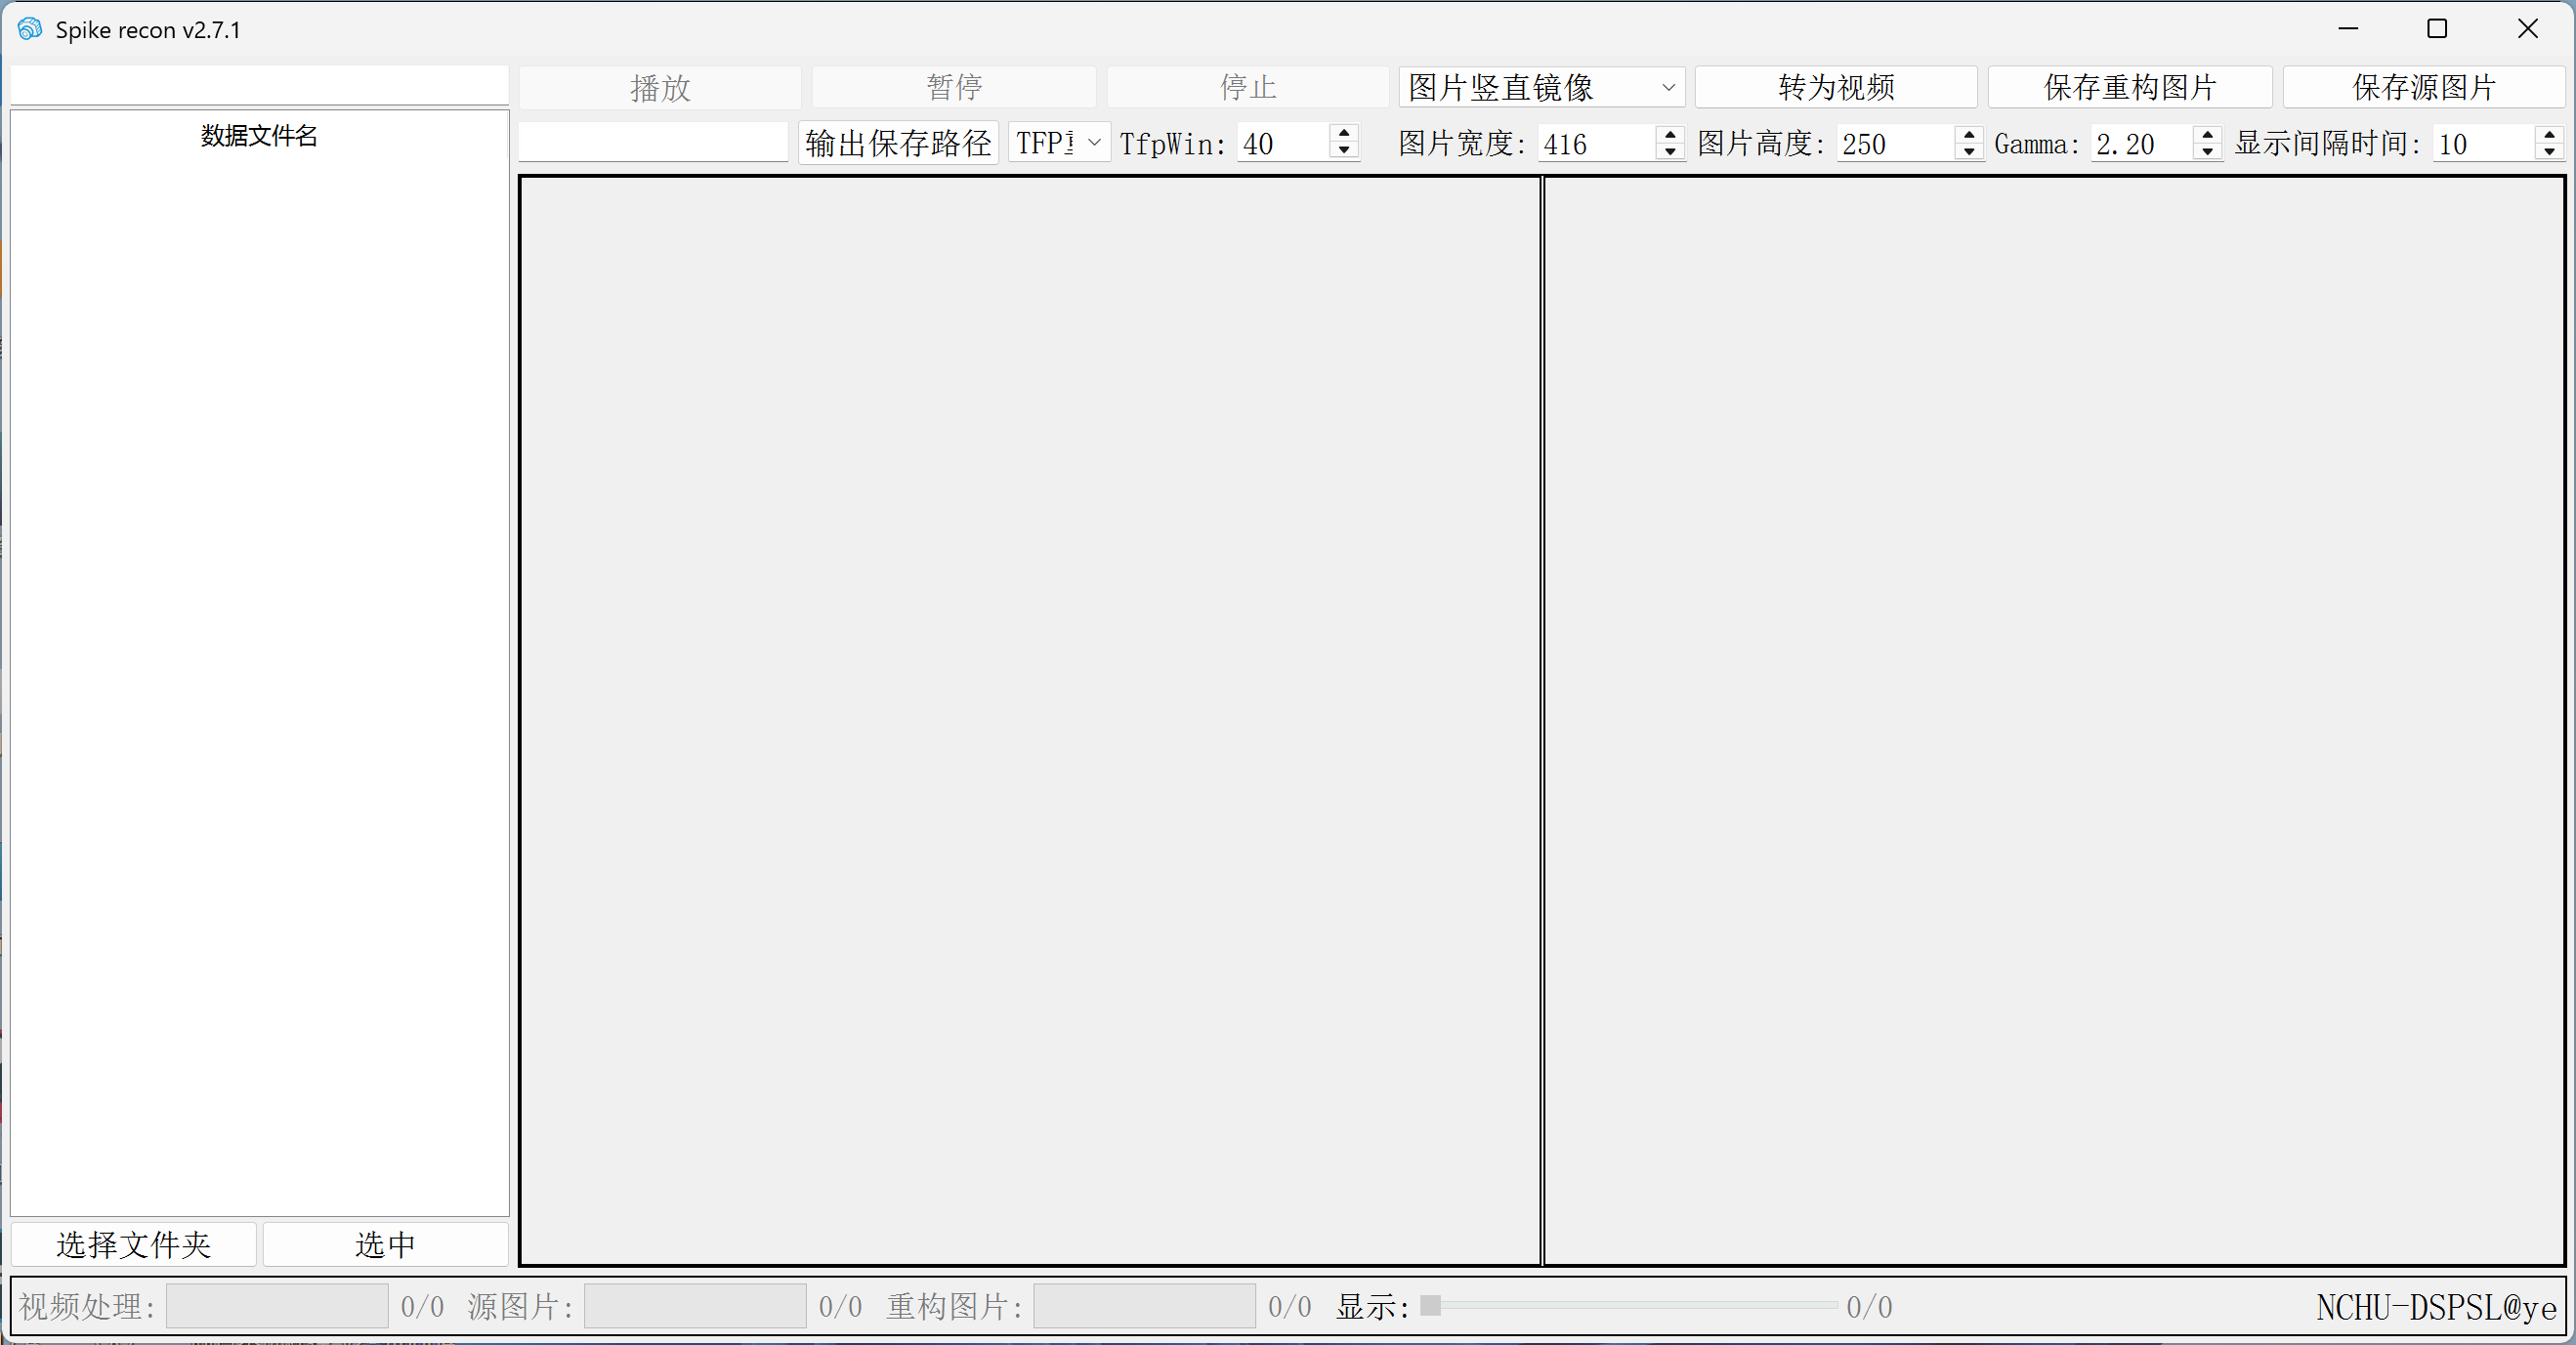 Spike recon v2.7.1
播放 暂停 停止 图片竖直镜像 转为视频 保存重构图片 保存源图片
数据文件名
输出保存路径 TFP TfpWin: 40 图片宽度: 416 图片高度: 250 Gamma: 2.20 显示间隔时间: 10
选择文件夹 选中
视频处理: 0/0 源图片: 0/0 重构图片: 0/0 显示: 0/0 NCHU-DSPSL@ye